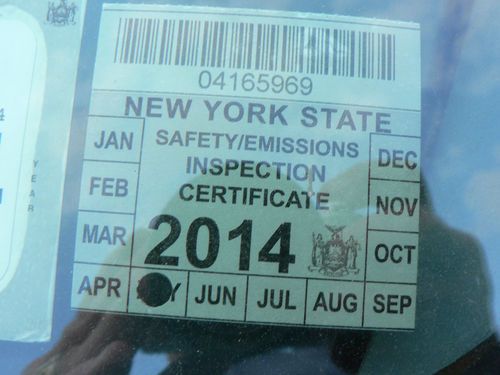 04165969
NEW YORK STATE
SAFETY/EMISSIONS
INSPECTION
CERTIFICATE
2014
JAN
FEB
MAR
APR
JUN
JUL
AUG
SEP
OCT
NOV
DEC
YEAR